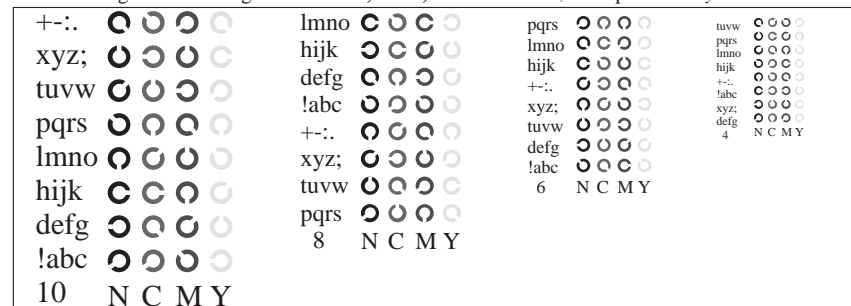 +-:.
xyz;
tuvw
pqrs
lmno
hijk
defg
!abc
10 N C M Y
lmno
hijk
defg
!abc
+-:.
xyz;
tuvw
pqrs
8 N C M Y
pqrs
lmno
hijk
+-:.
xyz;
tuvw
defg
!abc
6 N C M Y
tuvw
pqrs
lmno
hijk
+-:.
!abc
xyz;
defg
4 N C M Y